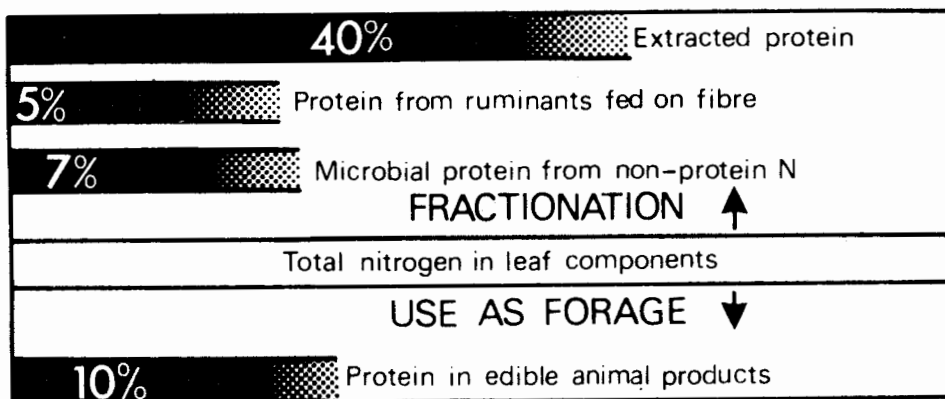 40% Extracted protein
5% Protein from ruminants fed on fibre
7% Microbial protein from non-protein N
FRACTIONATION
Total nitrogen in leaf components
USE AS FORAGE
10% Protein in edible animal products